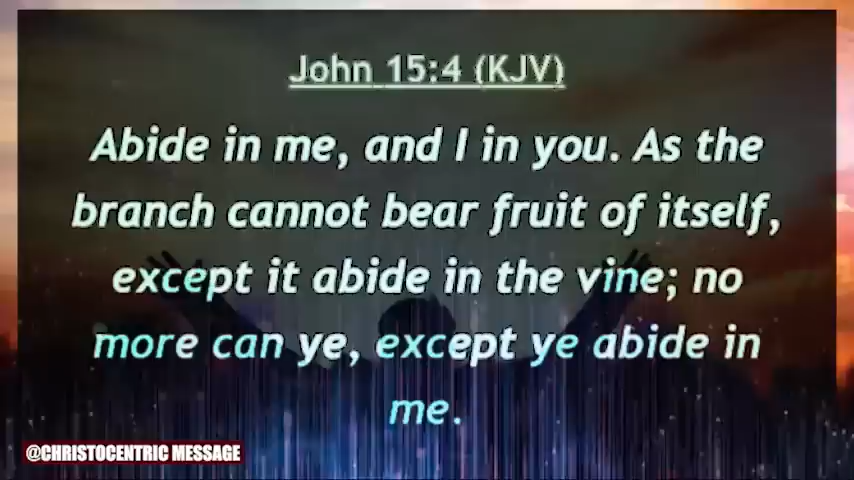 John 15:4 (KJV)
Abide in me, and I in you. As the
branch cannot bear fruit of itself,
except it abide in the vine; no
more can ye, except ye abide in
me.
@CHRISTOCENTRIC MESSAGE